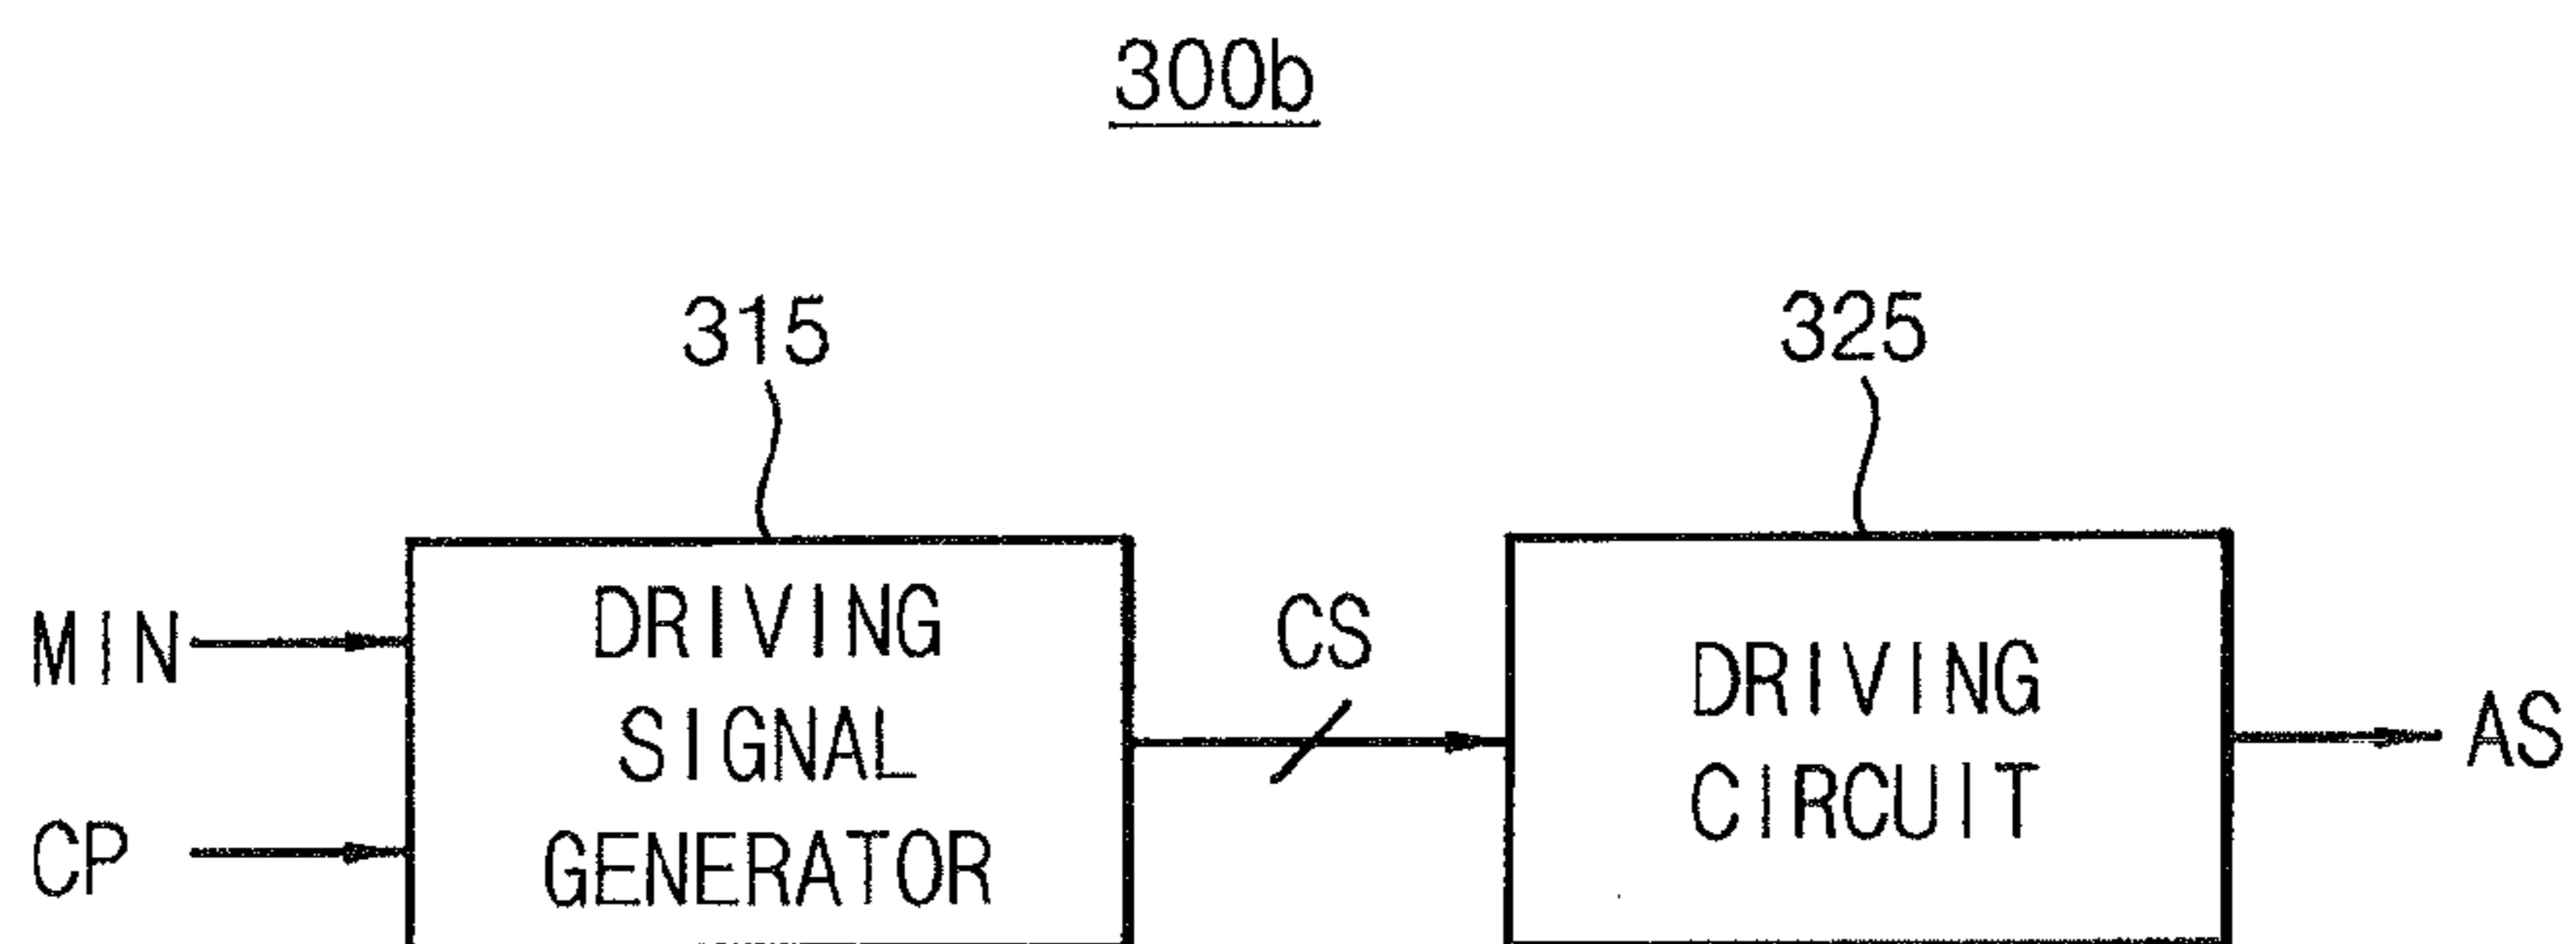 300b
315
325
MIN
CP
DRIVING
SIGNAL
GENERATOR
CS
DRIVING
CIRCUIT
AS